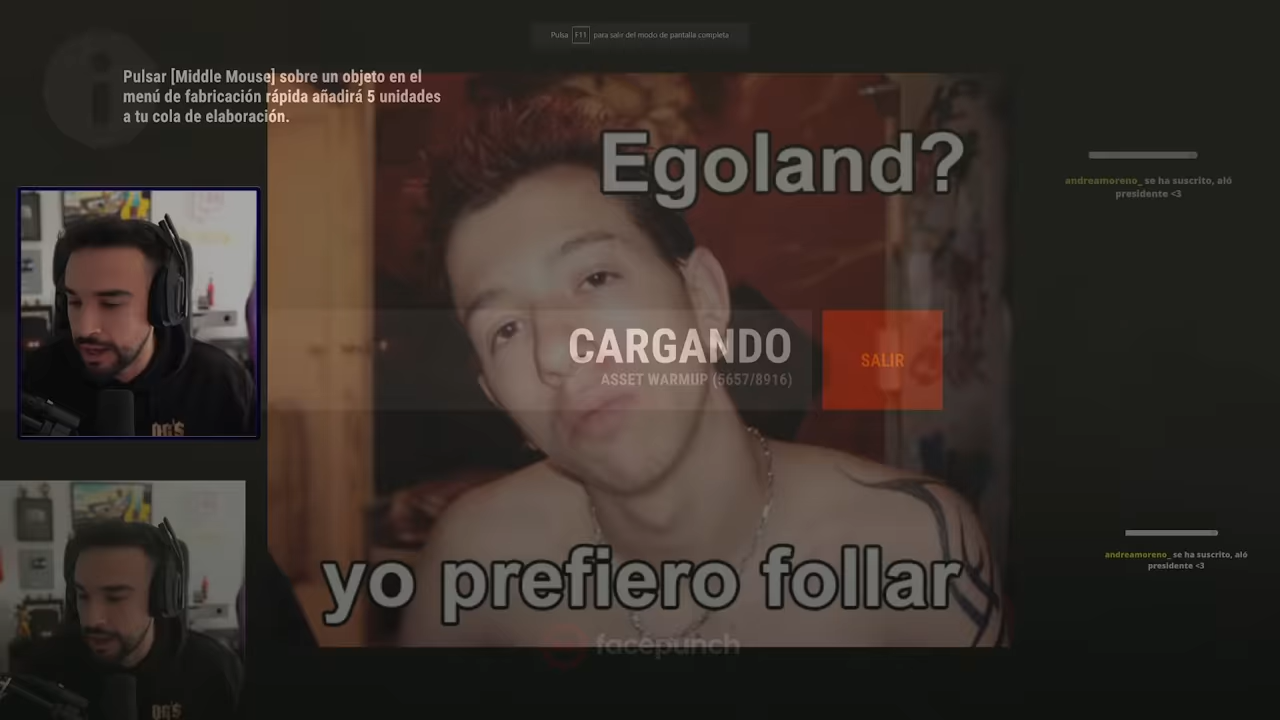 Pulsa F11 para salir del modo de pantalla completa
Pulsar [Middle Mouse] sobre un objeto en el
menú de fabricación rápida añadirá 5 unidades
a tu cola de elaboración.
Egoland?
andreamoreno_ se ha suscrito, aló
presidente <3
CARGANDO
ASSET WARMUP (5657/8916)
SALIR
OG'S
andreamoreno_ se ha suscrito, aló
presidente <3
yo prefiero follar
facepunch
OG'S